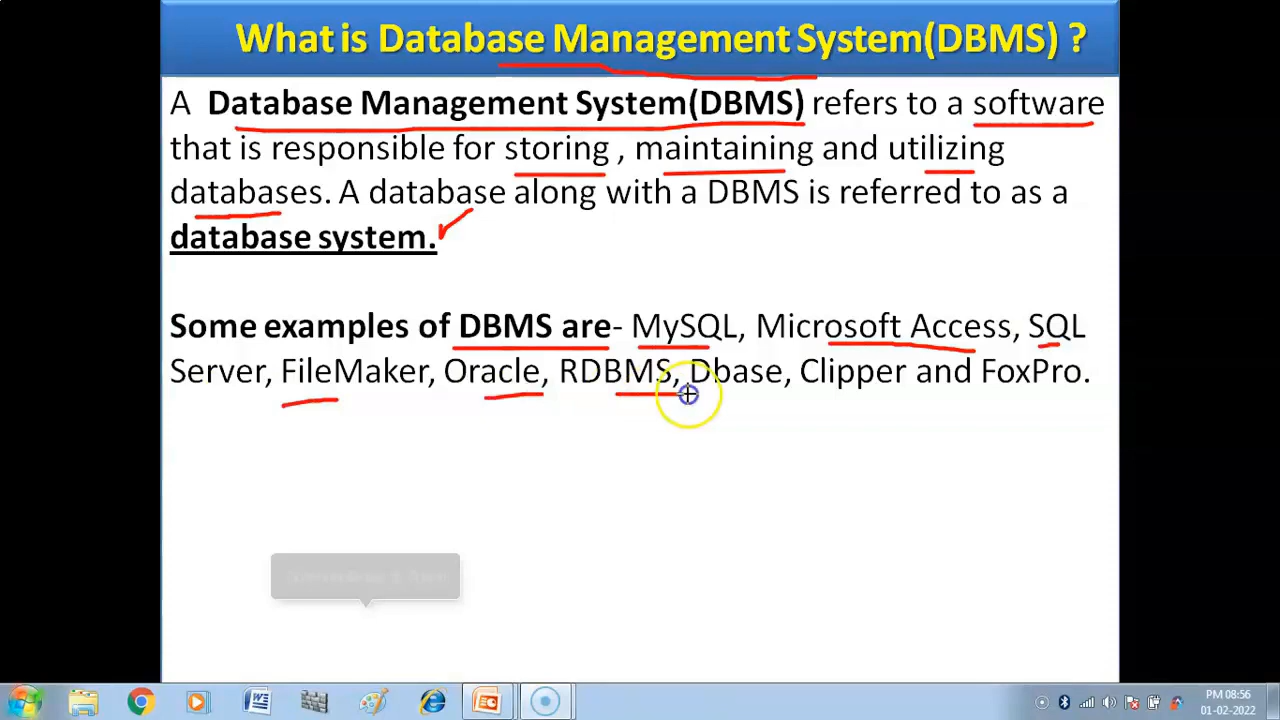 What is Database Management System(DBMS) ?
A Database Management System(DBMS) refers to a software
that is responsible for storing , maintaining and utilizing
databases. A database along with a DBMS is referred to as a
database system.
Some examples of DBMS are- MySQL, Microsoft Access, SQL
Server, FileMaker, Oracle, RDBMS, Dbase, Clipper and FoxPro.
PM 08:56
01-02-2022